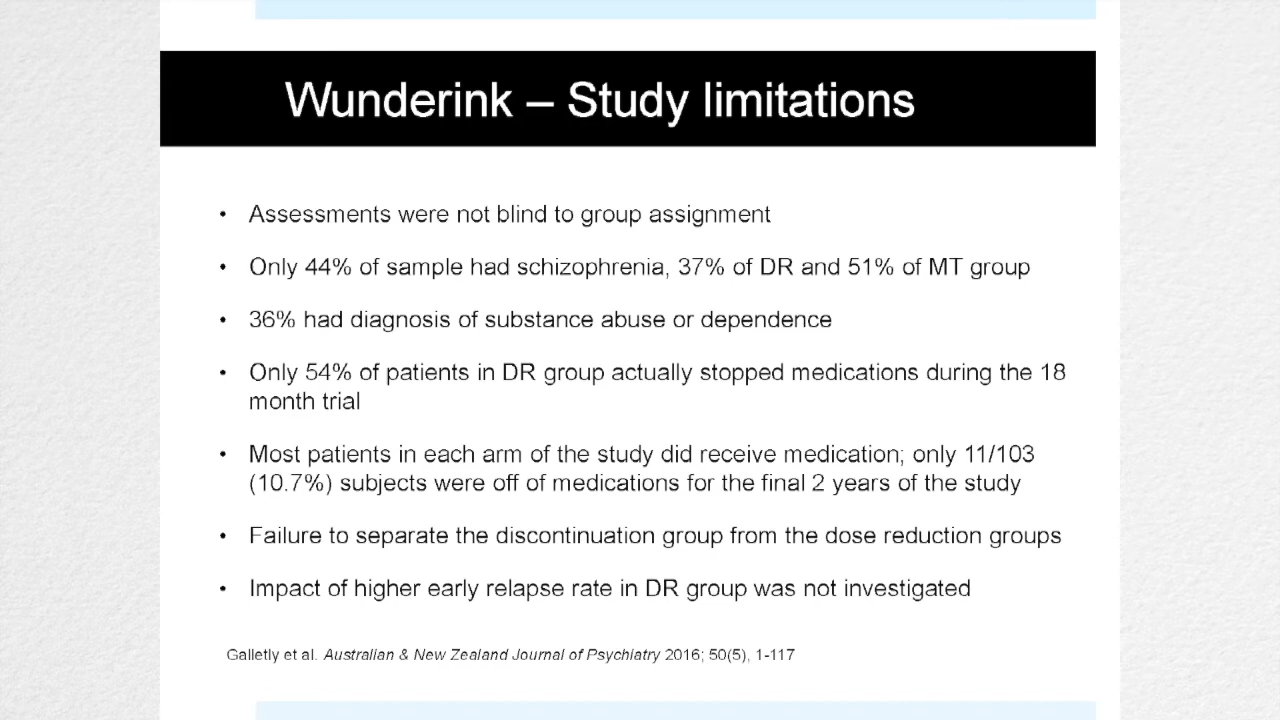 Wunderink – Study limitations
• Assessments were not blind to group assignment
• Only 44% of sample had schizophrenia, 37% of DR and 51% of MT group
• 36% had diagnosis of substance abuse or dependence
• Only 54% of patients in DR group actually stopped medications during the 18
month trial
• Most patients in each arm of the study did receive medication; only 11/103
(10.7%) subjects were off of medications for the final 2 years of the study
• Failure to separate the discontinuation group from the dose reduction groups
• Impact of higher early relapse rate in DR group was not investigated
Galletly et al. Australian & New Zealand Journal of Psychiatry 2016; 50(5), 1-117